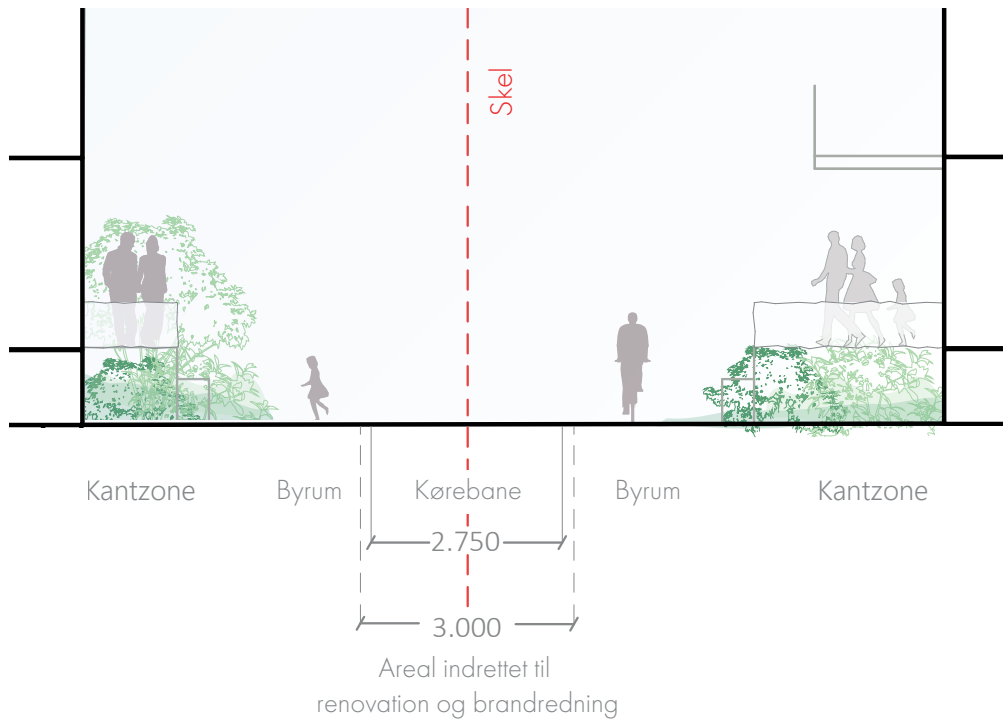 Skel
Kantzone
Byrum
Kørebane
Byrum
Kantzone
2.750
3.000
Areal indrettet til
renovation og brandredning